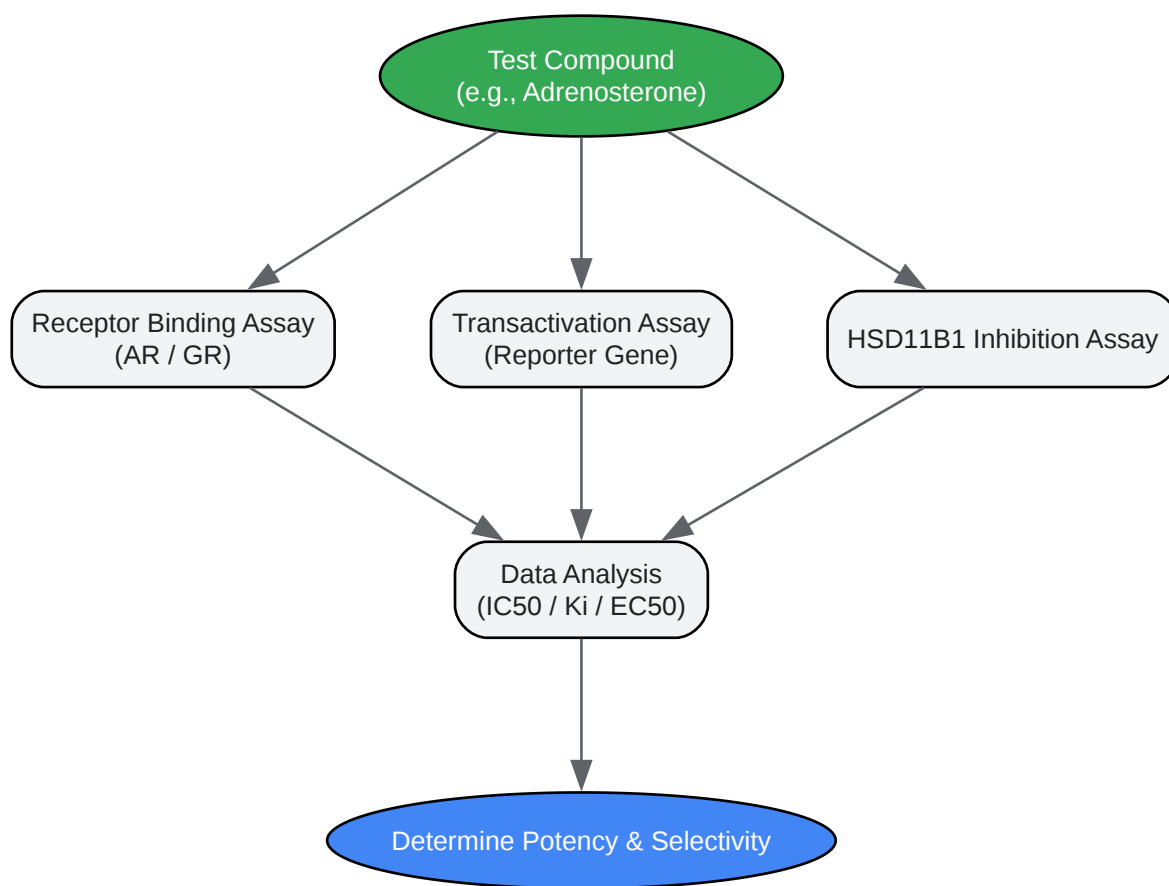 Test Compound
(e.g., Adrenosterone)
Receptor Binding Assay
(AR / GR)
Transactivation Assay
(Reporter Gene)
HSD11B1 Inhibition Assay
Data Analysis
(IC50 / Ki / EC50)
Determine Potency & Selectivity